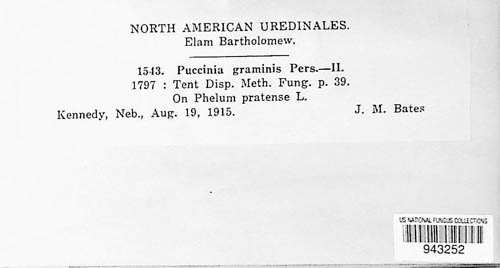 NORTH AMERICAN UREDINALES.
Elam Bartholomew.
1543. Puccinia graminis Pers.—II.
1797 : Tent Disp. Meth. Fung. p. 39.
On Phelum pratense L.
Kennedy, Neb., Aug. 19, 1915. J. M. Bates
US NATIONAL FUNGUS COLLECTIONS
943252